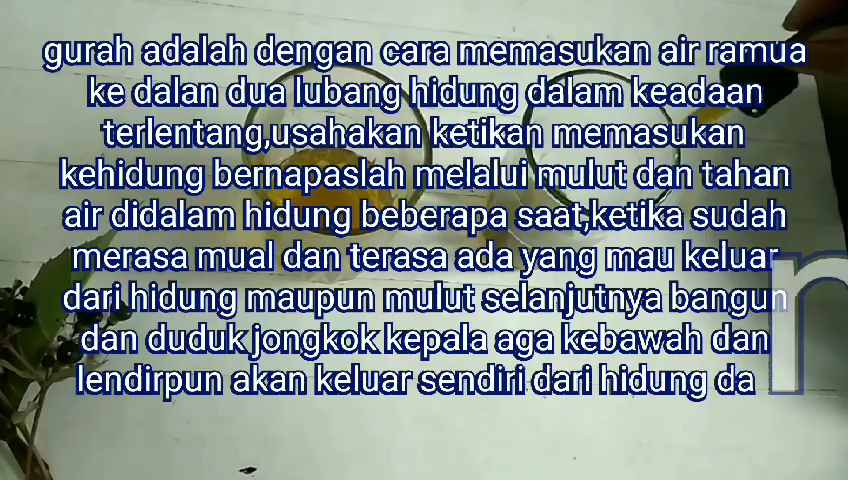 gurah adalah dengan cara memasukan air ramua
ke dalan dua lubang hidung dalam keadaan
terlentang,usahakan ketikan memasukan
kehidung bernapaslah melalui mulut dan tahan
air didalam hidung beberapa saat,ketika sudah
merasa mual dan terasa ada yang mau keluar
dari hidung maupun mulut selanjutnya bangun
dan duduk jongkok kepala aga kebawah dan
lendirpun akan keluar sendiri dari hidung da
n